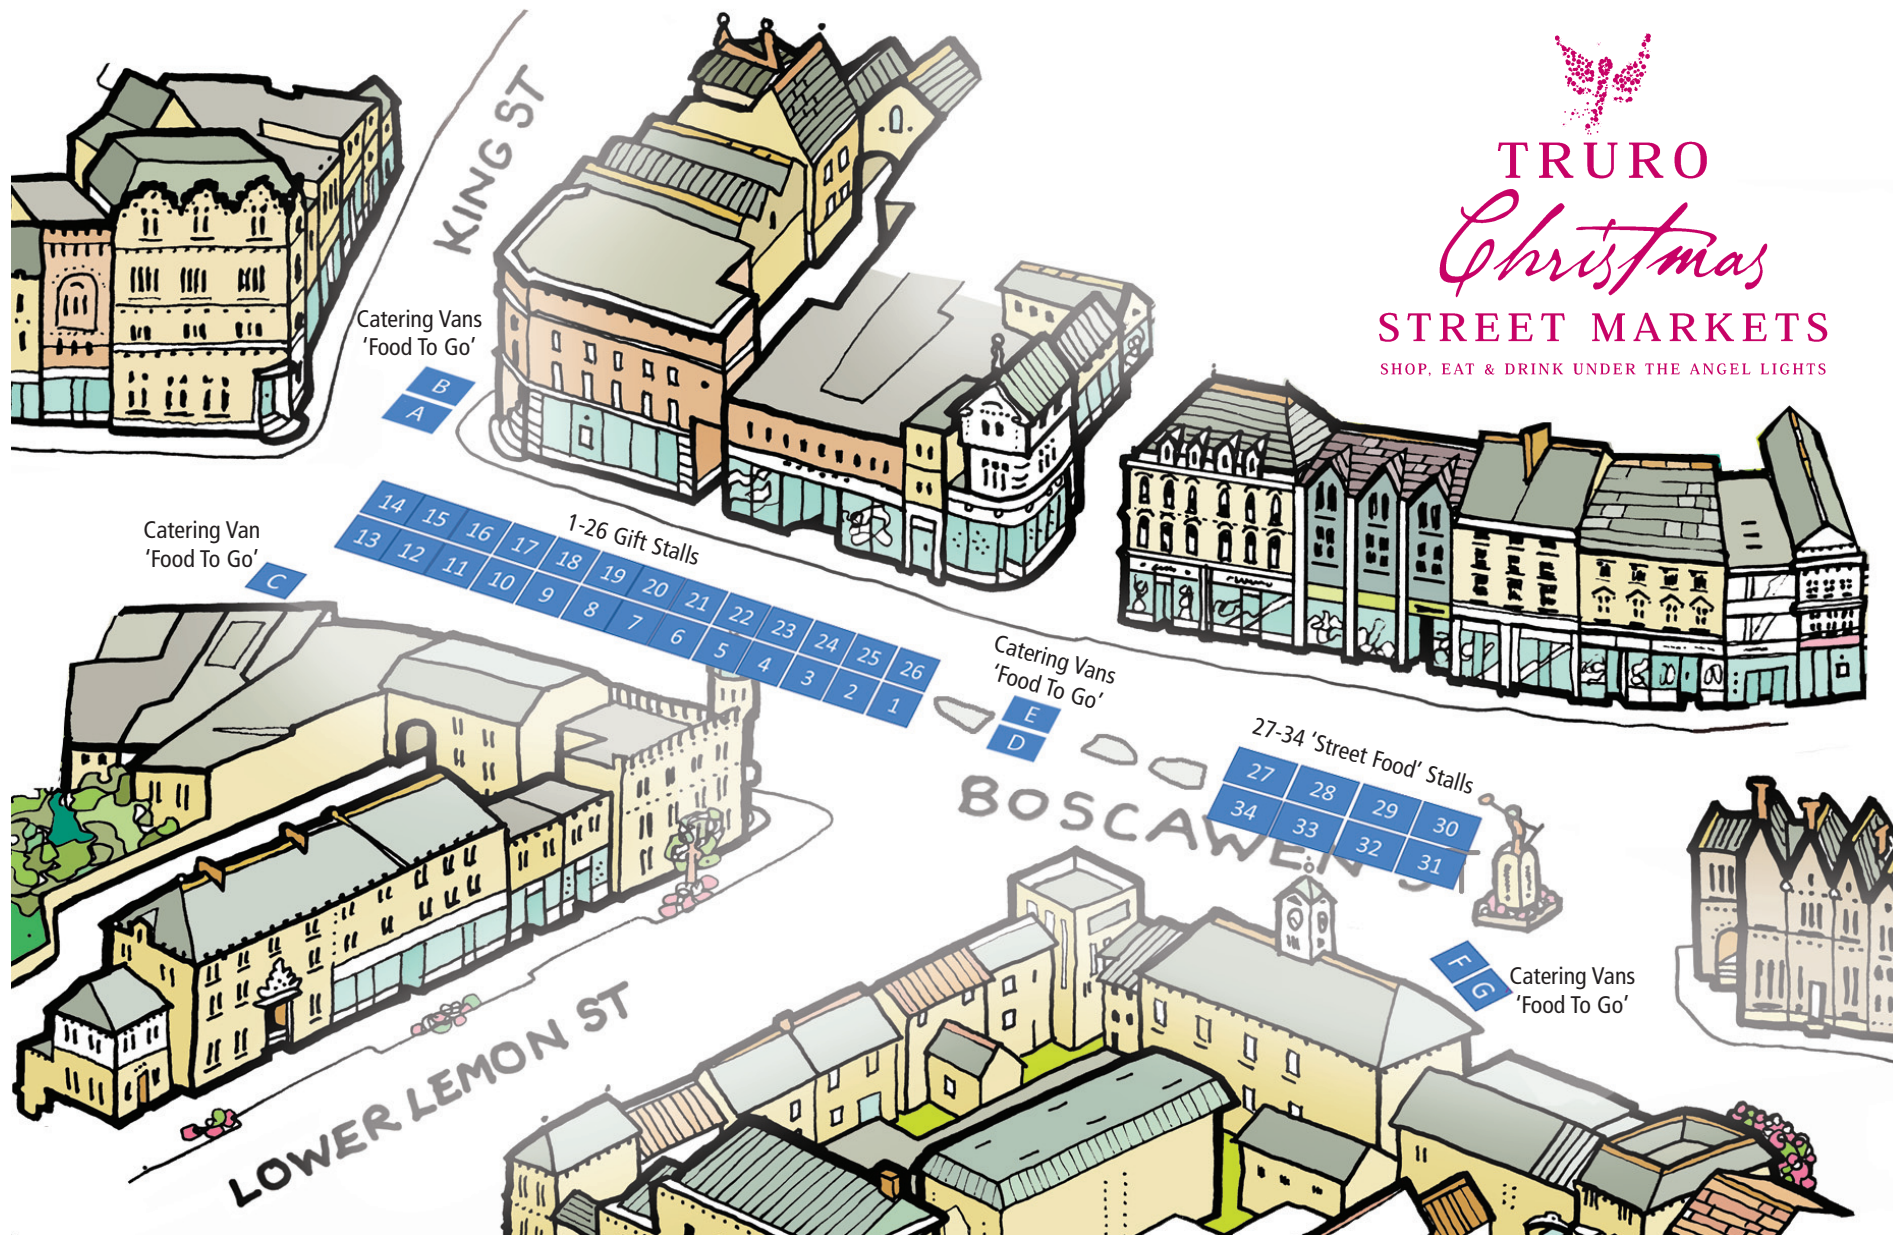 TRURO
Christmas
STREET MARKETS
SHOP, EAT & DRINK UNDER THE ANGEL LIGHTS
KING ST
Catering Vans
‘Food To Go’
B
A
Catering Van
‘Food To Go’
C
1-26 Gift Stalls
14 15 16 17 18 19 20 21 22 23 24 25 26
13 12 11 10 9 8 7 6 5 4 3 2 1
Catering Vans
‘Food To Go’
E
D
27-34 ‘Street Food’ Stalls
27 28 29 30
34 33 32 31
BOSCAWEN ST
F
G
Catering Vans
‘Food To Go’
LOWER LEMON ST